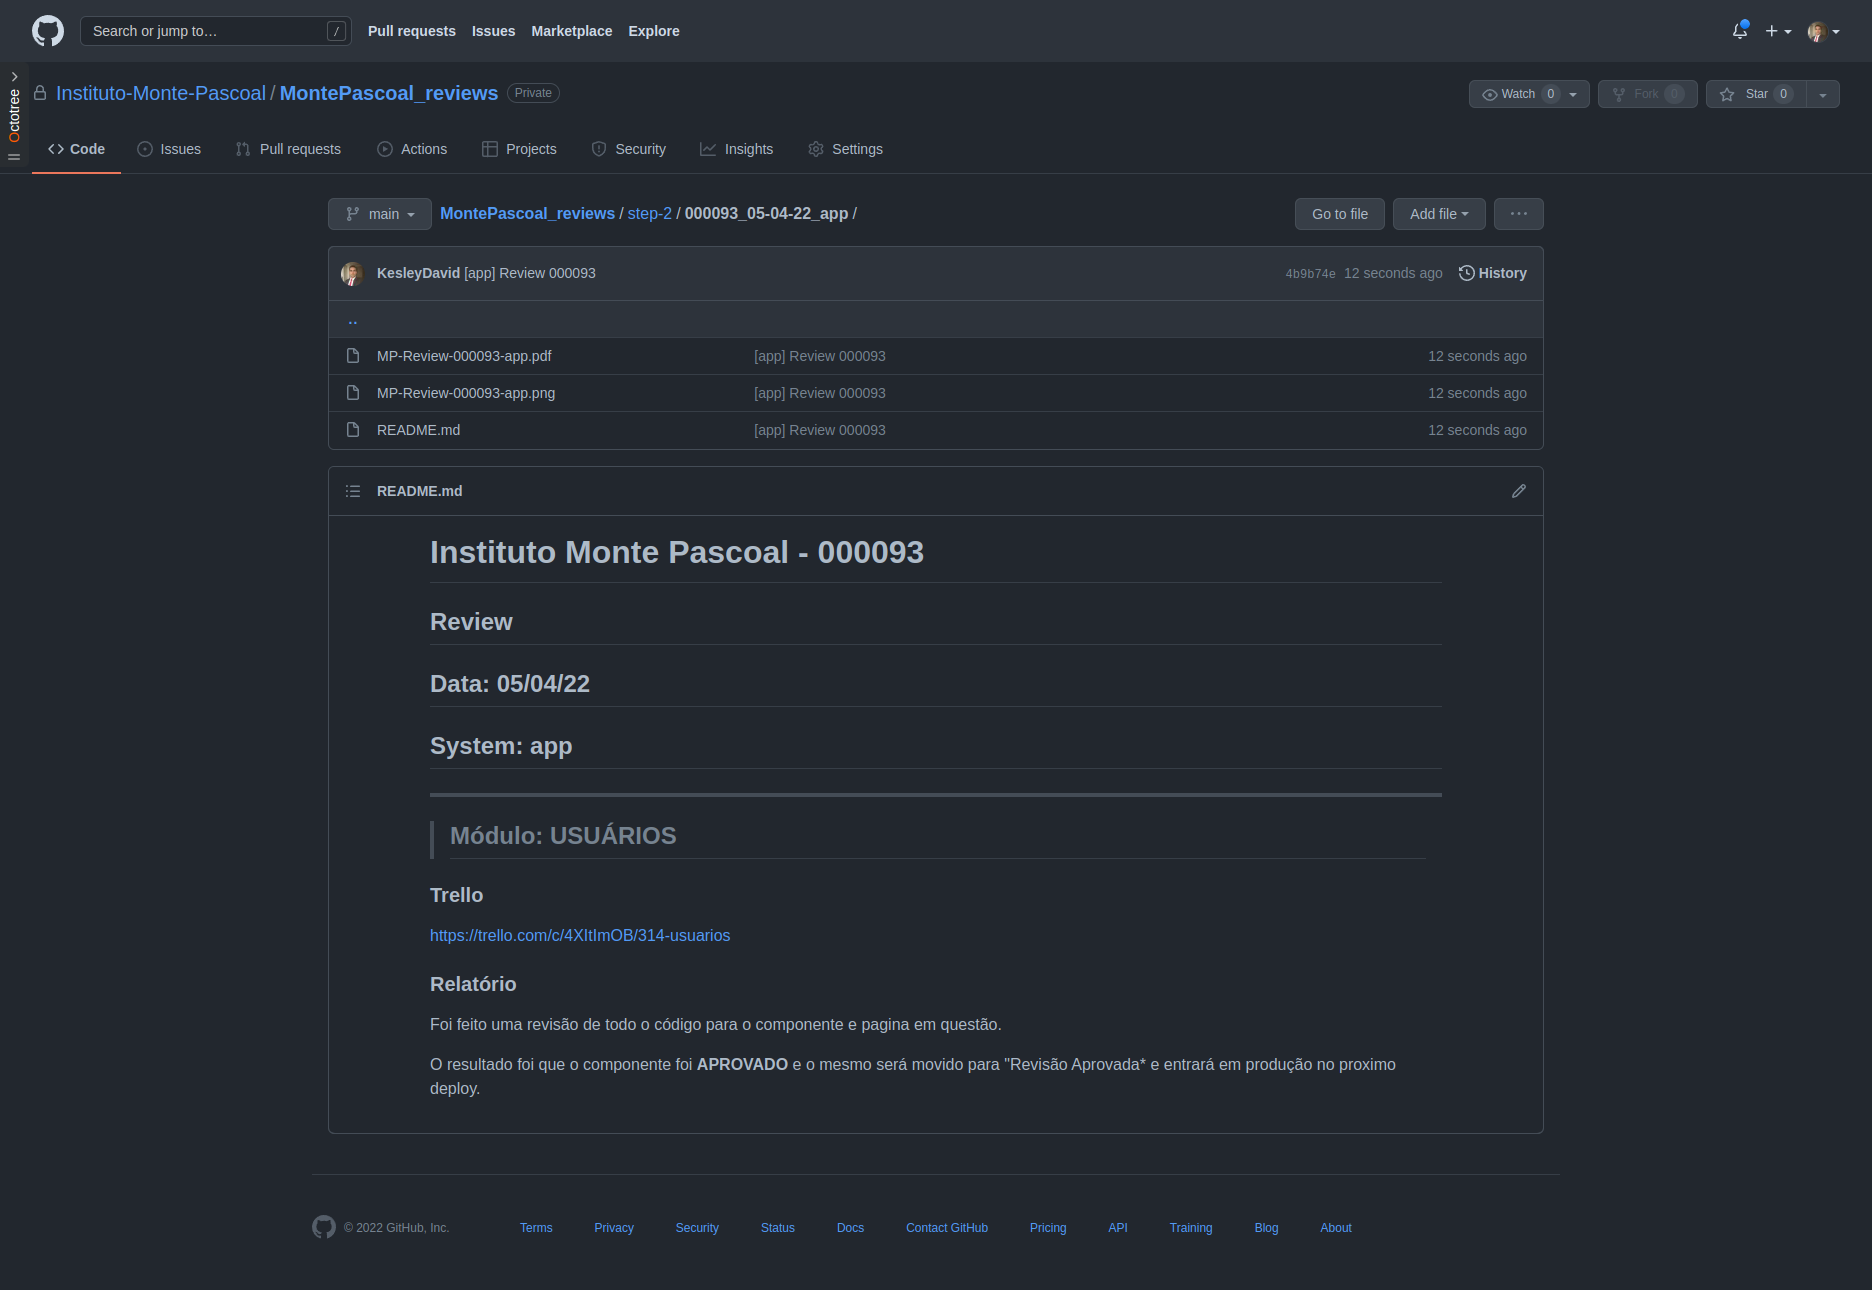 Search or jump to… / Pull requests Issues Marketplace Explore
Octotree
Instituto-Monte-Pascoal / MontePascoal_reviews Private Watch 0 Fork 0 Star 0
Code Issues Pull requests Actions Projects Security Insights Settings
main MontePascoal_reviews / step-2 / 000093_05-04-22_app / Go to file Add file ···
KesleyDavid [app] Review 000093 4b9b74e 12 seconds ago History
..
MP-Review-000093-app.pdf [app] Review 000093 12 seconds ago
MP-Review-000093-app.png [app] Review 000093 12 seconds ago
README.md [app] Review 000093 12 seconds ago
README.md
Instituto Monte Pascoal - 000093
Review
Data: 05/04/22
System: app
Módulo: USUÁRIOS
Trello
https://trello.com/c/4XItImOB/314-usuarios
Relatório
Foi feito uma revisão de todo o código para o componente e pagina em questão.
O resultado foi que o componente foi APROVADO e o mesmo será movido para "Revisão Aprovada* e entrará em produção no proximo
deploy.
© 2022 GitHub, Inc. Terms Privacy Security Status Docs Contact GitHub Pricing API Training Blog About